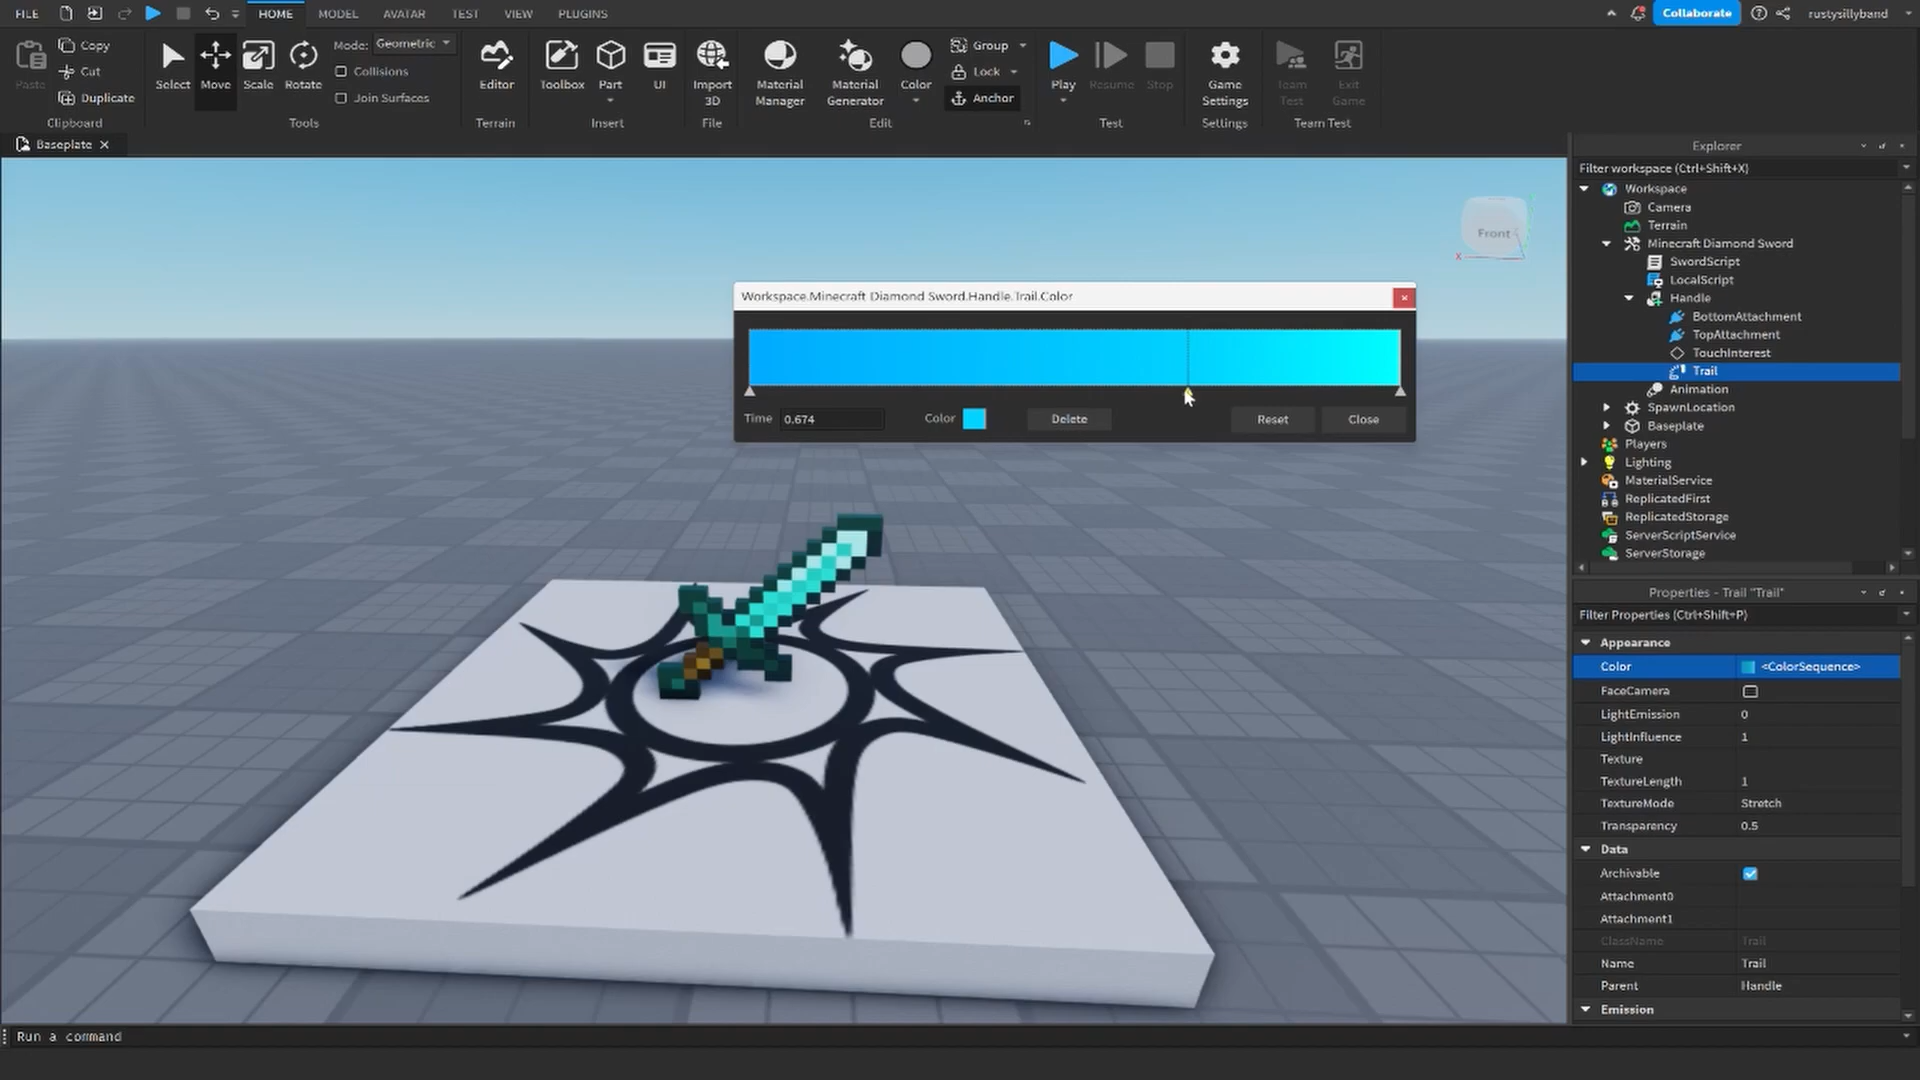 FILE HOME MODEL AVATAR TEST VIEW PLUGINS Collaborate rustysillyband
Paste Copy Cut Duplicate Clipboard
Select Move Scale Rotate Mode: Geometric Collisions Join Surfaces Tools
Editor Terrain
Toolbox Part UI Insert
Import 3D File
Material Manager Material Generator Color Group Lock Anchor Edit
Play Resume Stop Test
Game Settings Settings
Team Test Exit Game Team Test
Baseplate
Front
X
Workspace.Minecraft Diamond Sword.Handle.Trail.Color
Time 0.674 Color Delete Reset Close
Explorer
Filter workspace (Ctrl+Shift+X)
Workspace
Camera
Terrain
Minecraft Diamond Sword
SwordScript
LocalScript
Handle
BottomAttachment
TopAttachment
TouchInterest
Trail
Animation
SpawnLocation
Baseplate
Players
Lighting
MaterialService
ReplicatedFirst
ReplicatedStorage
ServerScriptService
ServerStorage
Properties - Trail "Trail"
Filter Properties (Ctrl+Shift+P)
Appearance
Color <ColorSequence>
FaceCamera
LightEmission 0
LightInfluence 1
Texture
TextureLength 1
TextureMode Stretch
Transparency 0.5
Data
Archivable
Attachment0
Attachment1
ClassName Trail
Name Trail
Parent Handle
Emission
Run a command